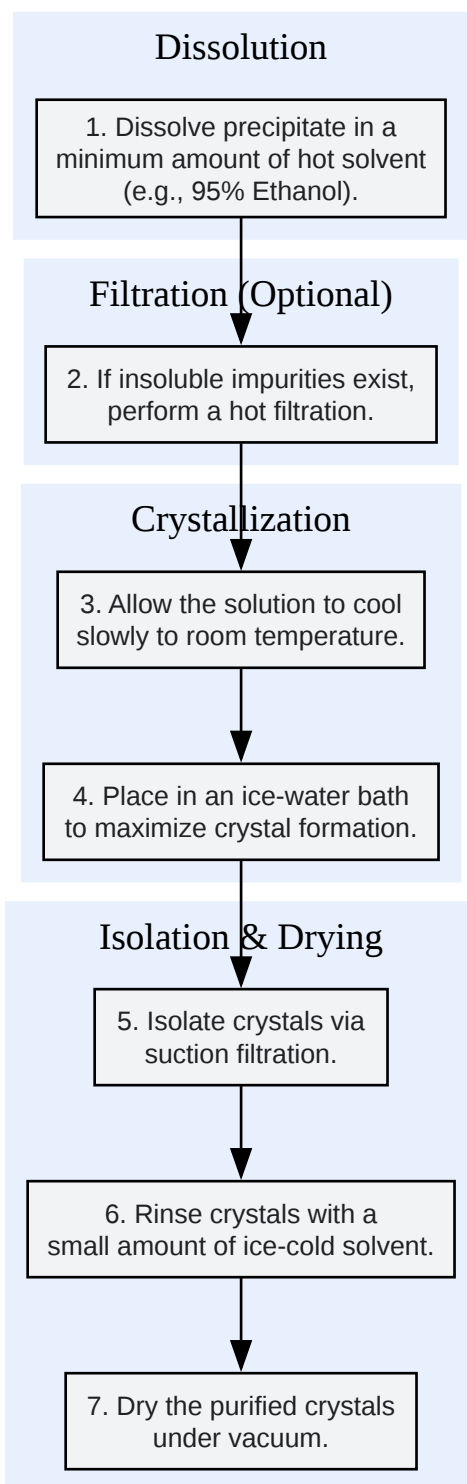 Dissolution
1. Dissolve precipitate in a
minimum amount of hot solvent
(e.g., 95% Ethanol).
Filtration (Optional)
2. If insoluble impurities exist,
perform a hot filtration.
Crystallization
3. Allow the solution to cool
slowly to room temperature.
4. Place in an ice-water bath
to maximize crystal formation.
Isolation & Drying
5. Isolate crystals via
suction filtration.
6. Rinse crystals with a
small amount of ice-cold solvent.
7. Dry the purified crystals
under vacuum.